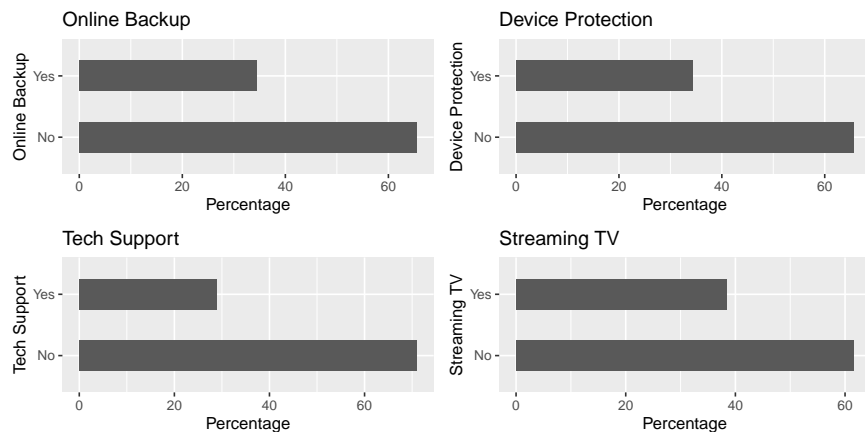 Online Backup
Online Backup
Yes
No
0 20 40 60
Percentage
Device Protection
Device Protection
Yes
No
0 20 40 60
Percentage
Tech Support
Tech Support
Yes
No
0 20 40 60
Percentage
Streaming TV
Streaming TV
Yes
No
0 20 40 60
Percentage